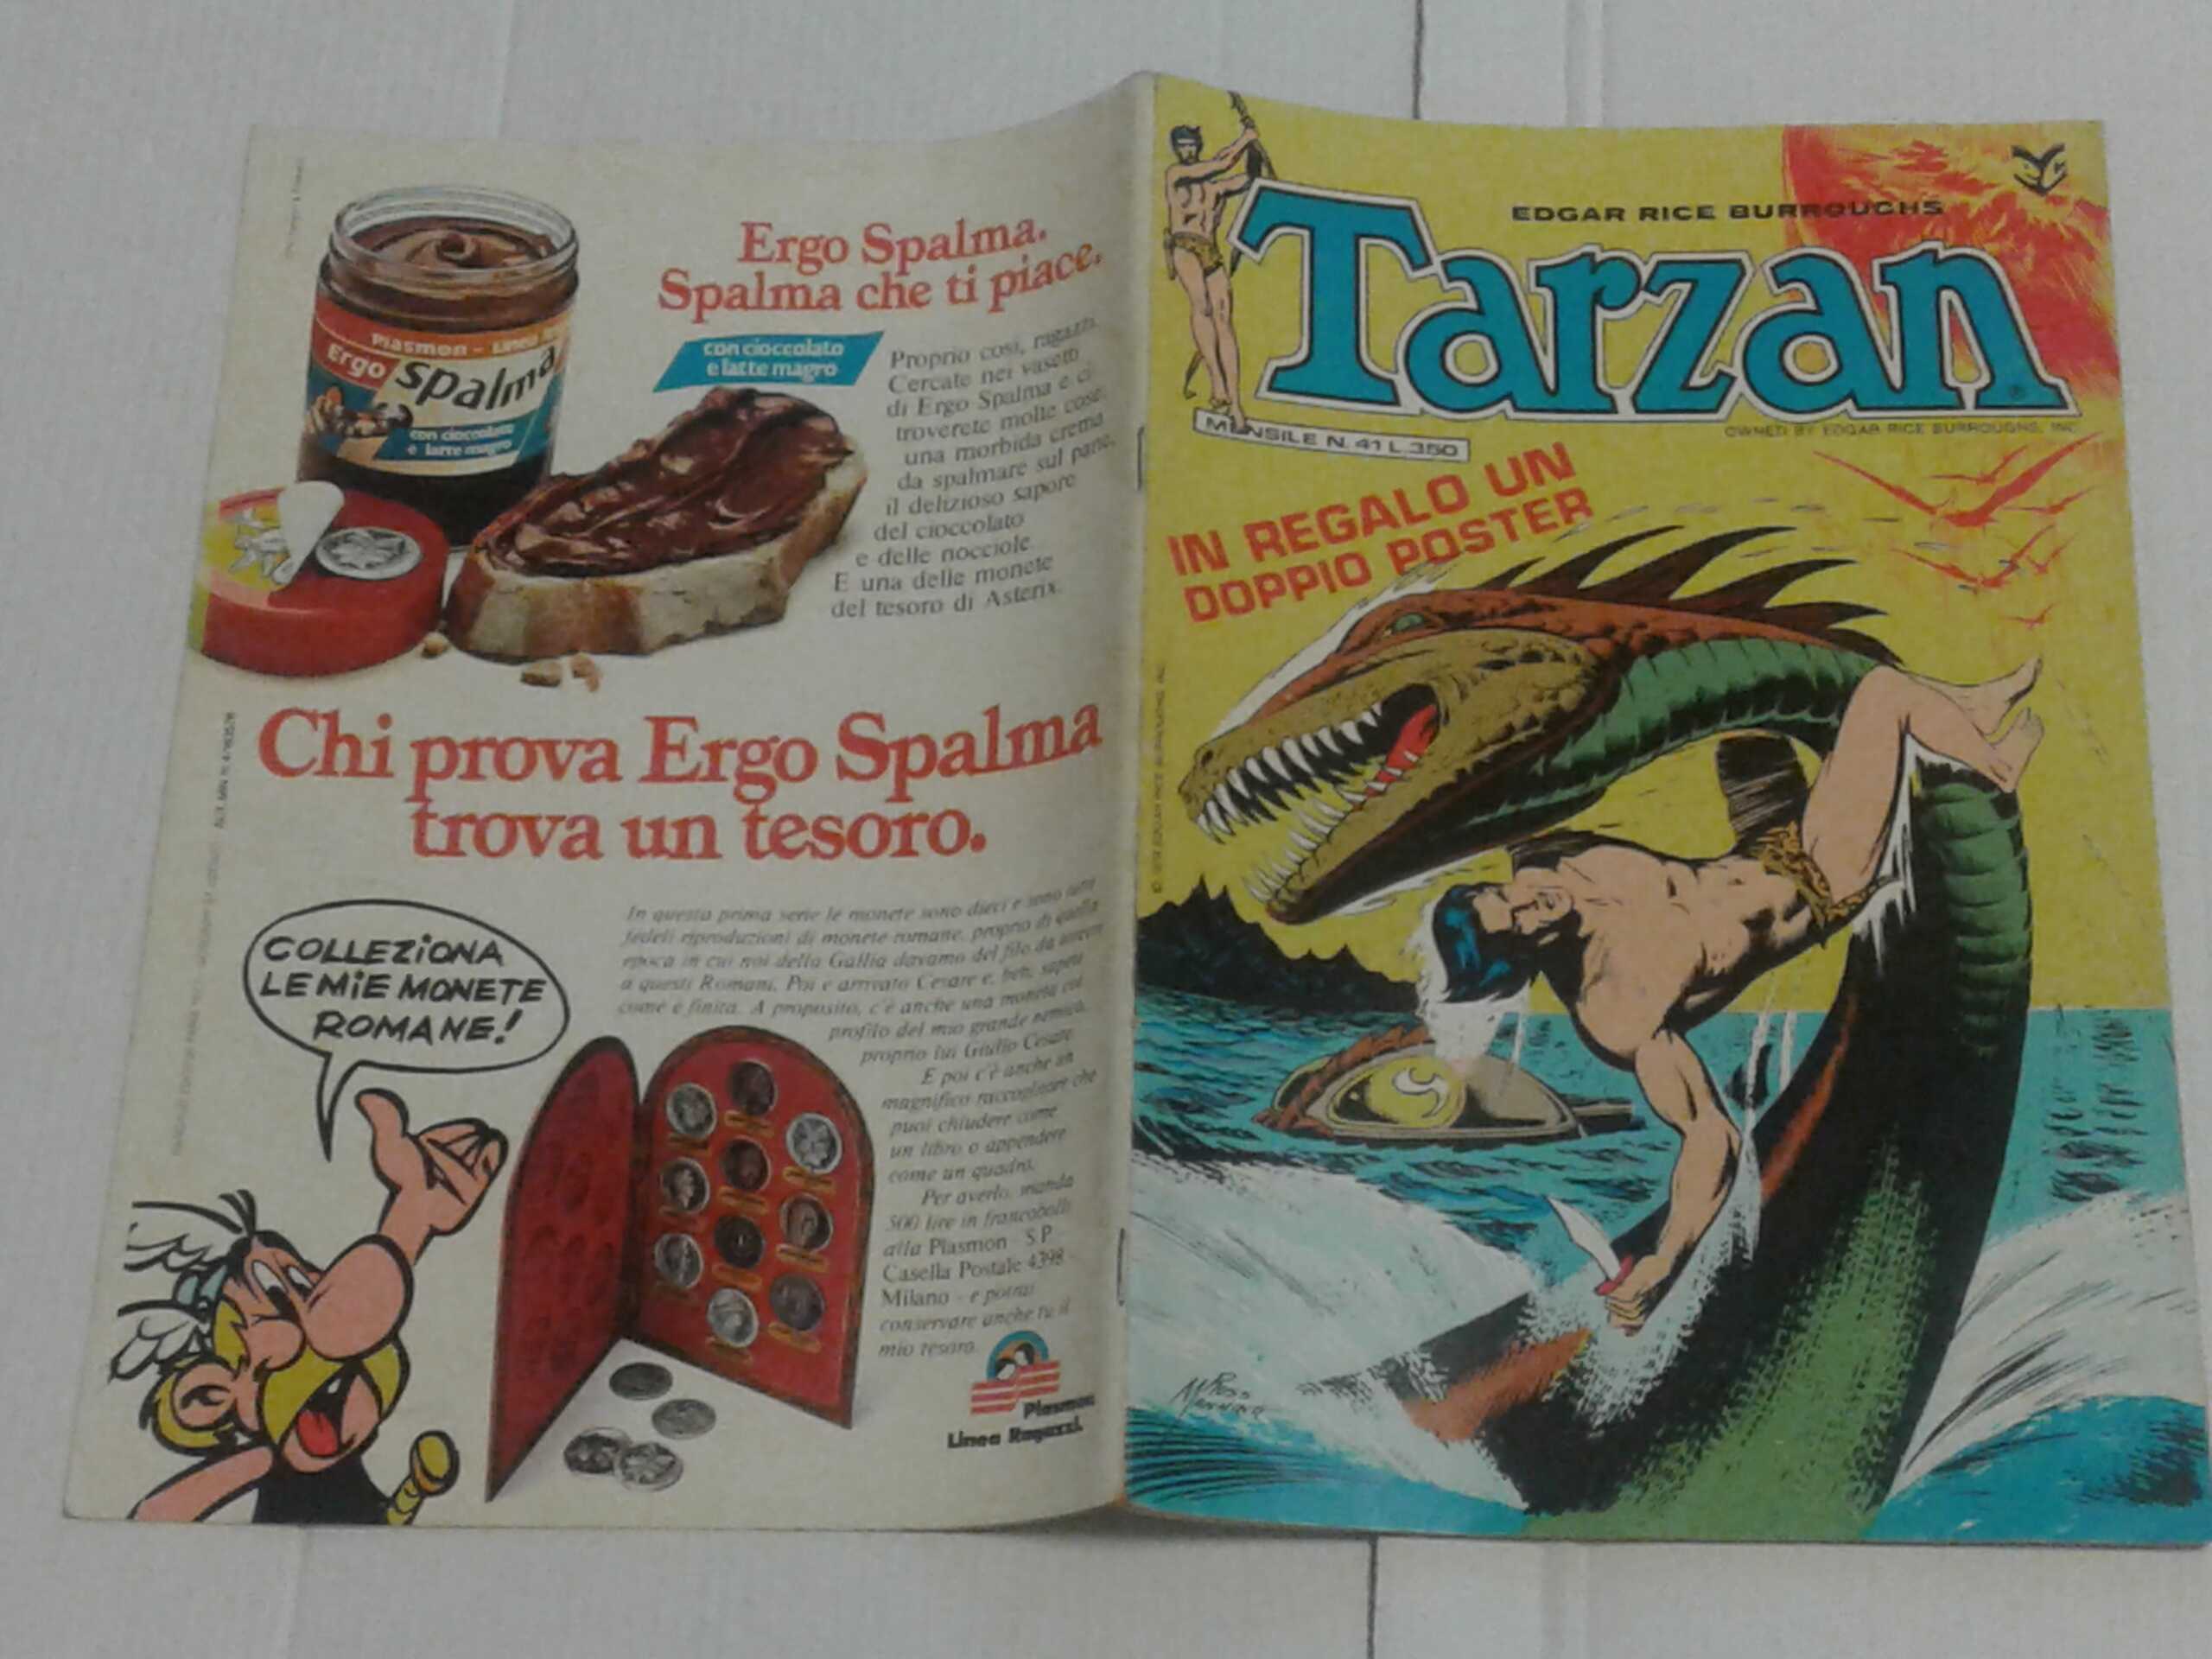 Ergo Spalma.
Spalma che ti piace.
con cioccolato
e latte magro
Plasmon - Linea
Ergo
spalma
con cioccolato
e latte magro
Proprio così, ragazzi.
Cercate nei vasetti
di Ergo Spalma e ci
troverete molte cose:
una morbida crema
da spalmare sul pane,
il delizioso sapore
del cioccolato
e delle nocciole.
E una delle monete
del tesoro di Asterix.
Chi prova Ergo Spalma
trova un tesoro.
COLLEZIONA
LE MIE MONETE
ROMANE!
In questa prima serie le monete sono dieci e sono tutte
fedeli riproduzioni di monete romane, proprio di quella
epoca in cui noi della Gallia davamo del filo da torcere
a questi Romani. Poi è arrivato Cesare e, beh, sapete
come è finita. A proposito, c'è anche una moneta col
profilo del mio grande nemico,
proprio lui Giulio Cesare.
E poi c'è anche un
magnifico raccoglitore che
puoi chiudere come
un libro o appendere
come un quadro.
Per averlo, manda
500 lire in francobolli
alla Plasmon S.P.
Casella Postale 4398
Milano - e potrai
conservare anche tu il
mio tesoro.
Plasmon
Linea Ragazzi.
EDGAR RICE BURROUGHS
Tarzan
OWNED BY EDGAR RICE BURROUGHS, INC.
MENSILE N. 41 L. 350
IN REGALO UN
DOPPIO POSTER
RUSS
MANNING